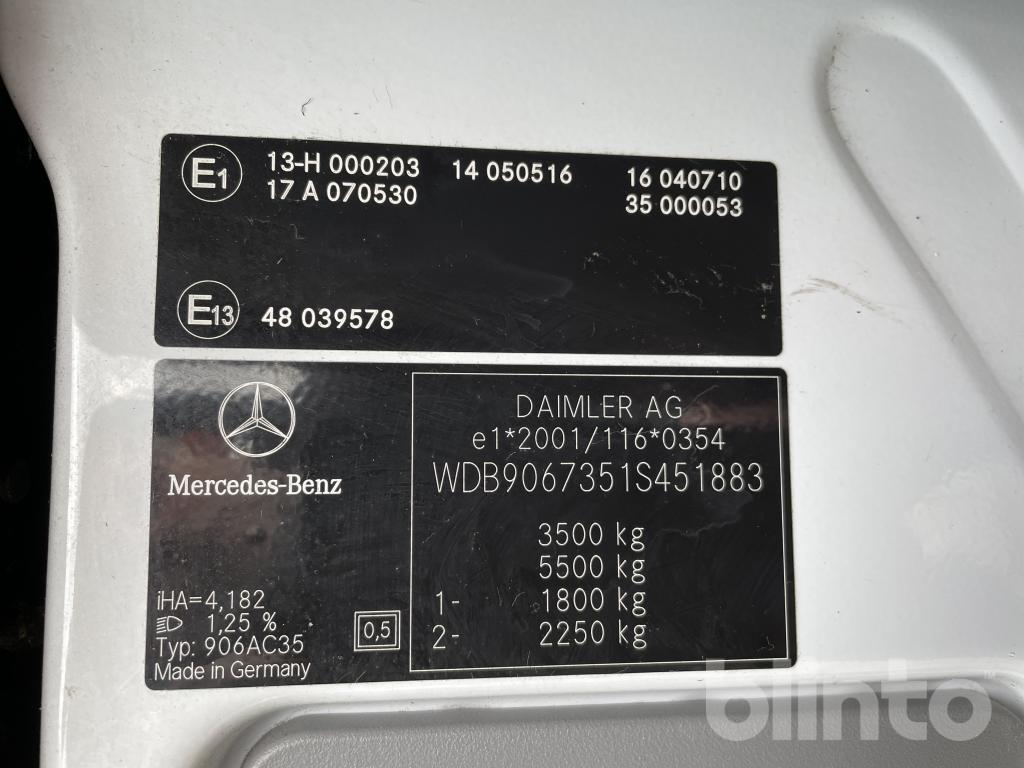 E1 13-H 000203 14 050516 16 040710
17 A 070530 35 000053
E13 48 039578
Mercedes-Benz
DAIMLER AG
e1*2001/116*0354
WDB9067351S451883
3500 kg
5500 kg
1- 1800 kg
2- 2250 kg
iHA=4,182
1,25 %
Typ: 906AC35
Made in Germany
0,5
blinto